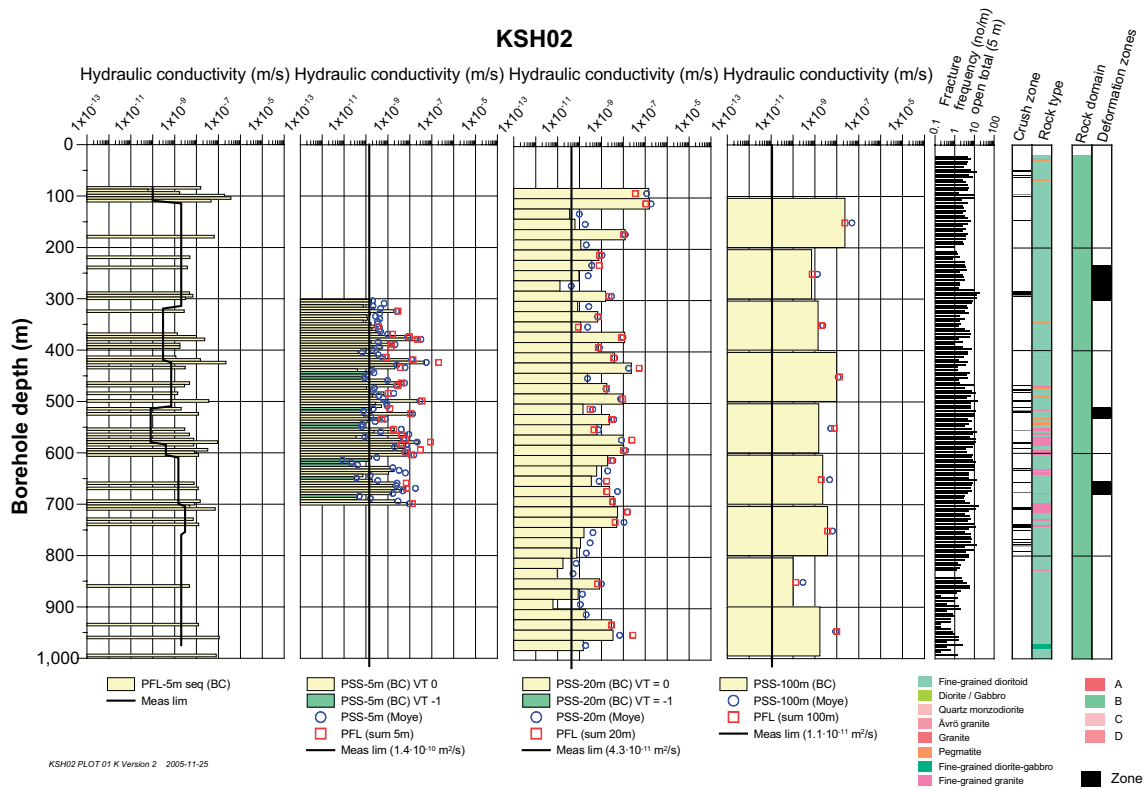 KSH02
Hydraulic conductivity (m/s)
Hydraulic conductivity (m/s)
Hydraulic conductivity (m/s)
Hydraulic conductivity (m/s)
1x10⁻¹³ 1x10⁻¹¹ 1x10⁻⁹ 1x10⁻⁷ 1x10⁻⁵
1x10⁻¹³ 1x10⁻¹¹ 1x10⁻⁹ 1x10⁻⁷ 1x10⁻⁵
1x10⁻¹³ 1x10⁻¹¹ 1x10⁻⁹ 1x10⁻⁷ 1x10⁻⁵
1x10⁻¹³ 1x10⁻¹¹ 1x10⁻⁹ 1x10⁻⁷ 1x10⁻⁵
Fracture
frequency (no/m)
open total (5 m)
0.1 1 10 100
Crush zone
Rock type
Rock domain
Deformation zones
Borehole depth (m)
0
100
200
300
400
500
600
700
800
900
1,000
PFL-5m seq (BC)
Meas lim
PSS-5m (BC) VT 0
PSS-5m (BC) VT -1
PSS-5m (Moye)
PFL (sum 5m)
Meas lim (1.4·10⁻¹⁰ m²/s)
PSS-20m (BC) VT = 0
PSS-20m (BC) VT = -1
PSS-20m (Moye)
PFL (sum 20m)
Meas lim (4.3·10⁻¹¹ m²/s)
PSS-100m (BC)
PSS-100m (Moye)
PFL (sum 100m)
Meas lim (1.1·10⁻¹¹ m²/s)
Fine-grained dioritoid
Diorite / Gabbro
Quartz monzodiorite
Ävrö granite
Granite
Pegmatite
Fine-grained diorite-gabbro
Fine-grained granite
A
B
C
D
Zone
KSH02 PLOT 01 K Version 2 2005-11-25